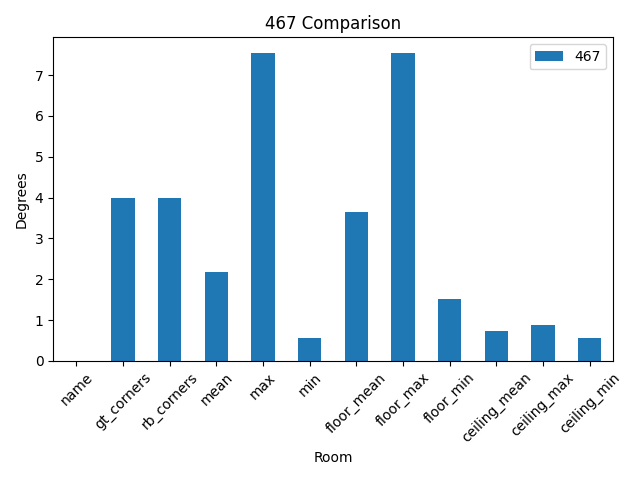 467 Comparison
467
Degrees
7
6
5
4
3
2
1
0
name
gt_corners
rb_corners
mean
max
min
floor_mean
floor_max
floor_min
ceiling_mean
ceiling_max
ceiling_min
Room